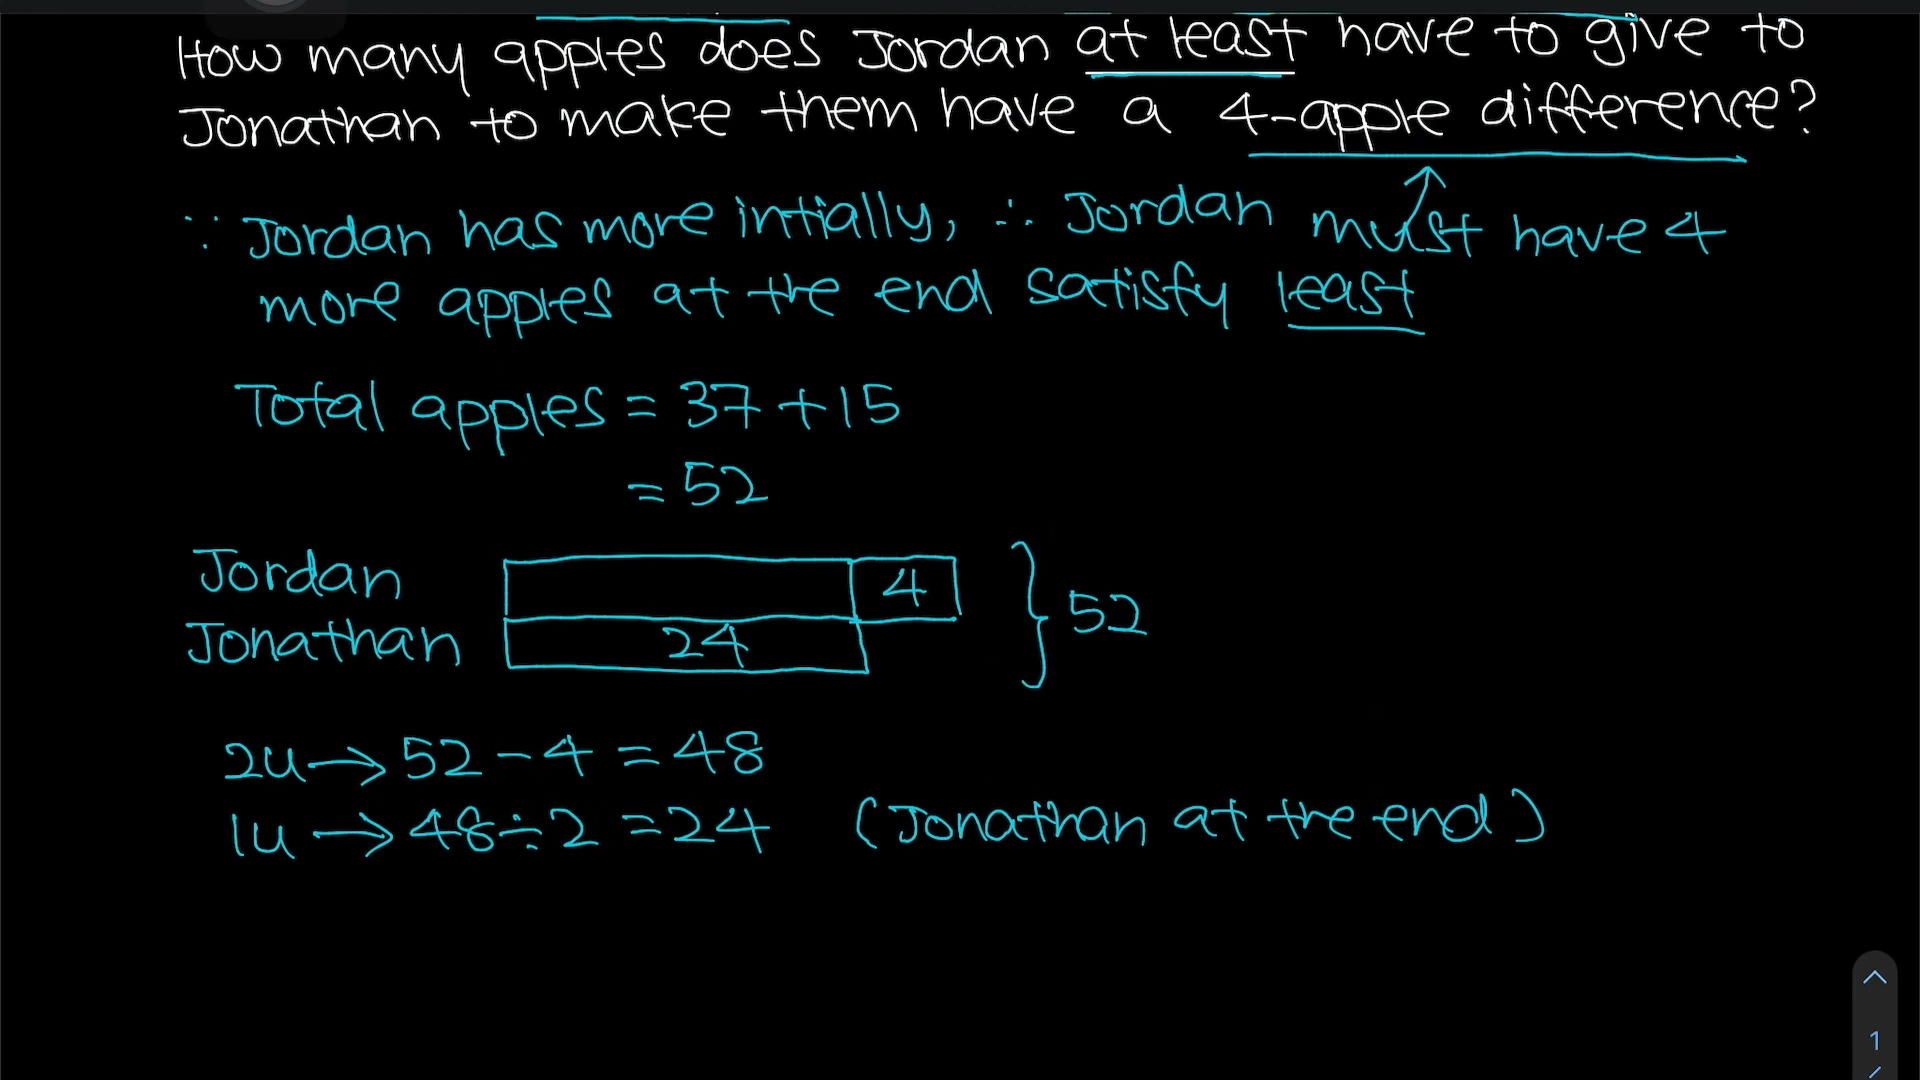 How many apples does Jordan at least have to give to
Jonathan to make them have a 4-apple difference?
∵ Jordan has more intially, ∴ Jordan must have 4
more apples at the end satisfy least
Total apples = 37 + 15
= 52
Jordan 4
Jonathan 24
} 52
2u → 52 - 4 = 48
1u → 48 ÷ 2 = 24 (Jonathan at the end)
1